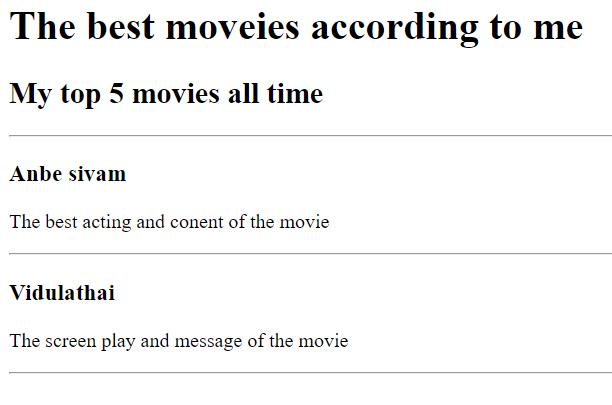 The best moveies according to me
My top 5 movies all time
Anbe sivam
The best acting and conent of the movie
Vidulathai
The screen play and message of the movie